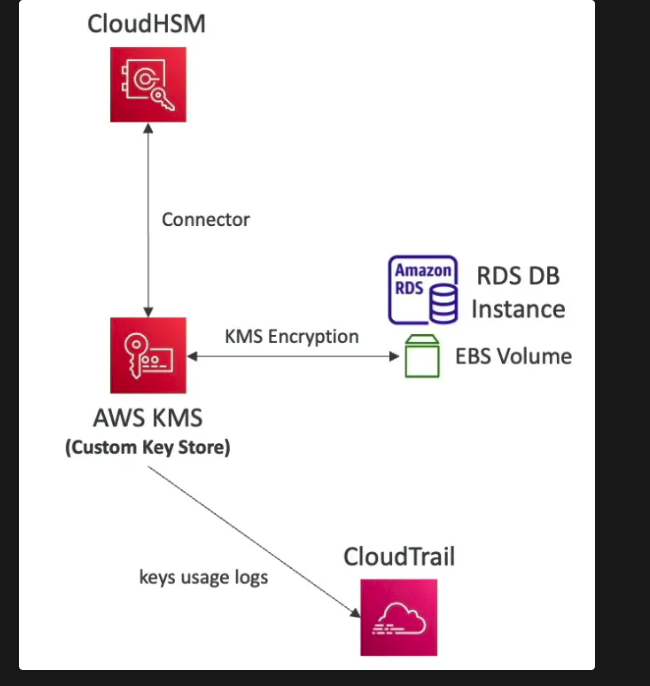 CloudHSM
Connector
Amazon
RDS
RDS DB
Instance
KMS Encryption
EBS Volume
AWS KMS
(Custom Key Store)
CloudTrail
keys usage logs